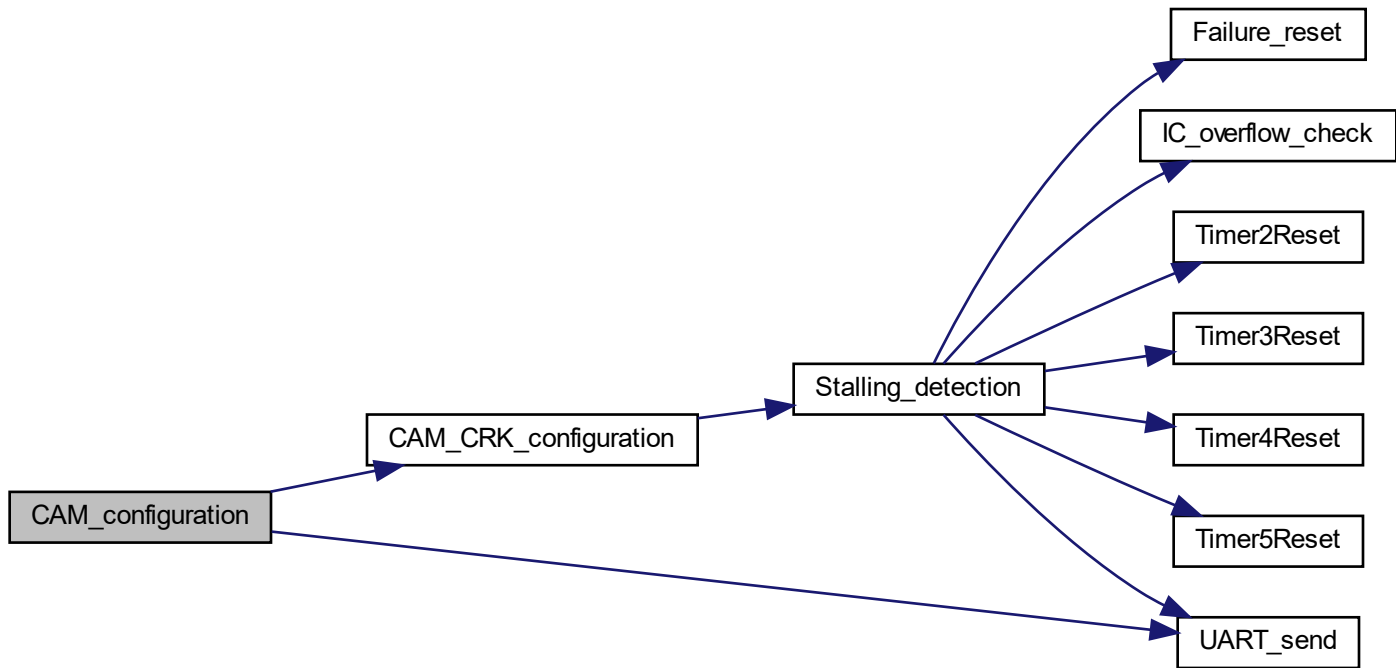 Failure_reset
IC_overflow_check
Timer2Reset
Timer3Reset
Stalling_detection
CAM_CRK_configuration
Timer4Reset
CAM_configuration
Timer5Reset
UART_send